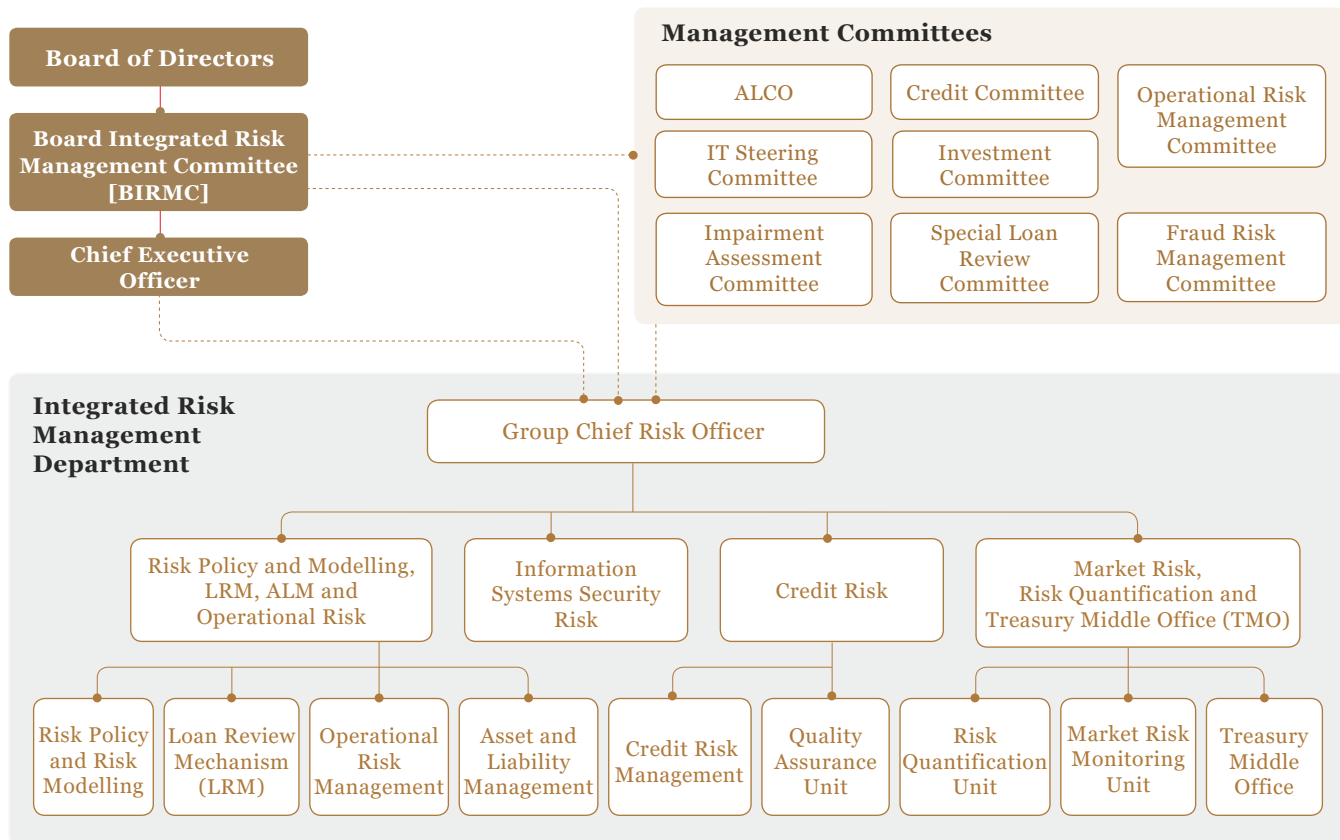 Board of Directors
Board Integrated Risk
Management Committee
[BIRMC]
Chief Executive
Officer
Management Committees
ALCO
Credit Committee
Operational Risk
Management
Committee
IT Steering
Committee
Investment
Committee
Impairment
Assessment
Committee
Special Loan
Review
Committee
Fraud Risk
Management
Committee
Integrated Risk
Management
Department
Group Chief Risk Officer
Risk Policy and Modelling,
LRM, ALM and
Operational Risk
Information
Systems Security
Risk
Credit Risk
Market Risk,
Risk Quantification and
Treasury Middle Office (TMO)
Risk Policy
and Risk
Modelling
Loan Review
Mechanism
(LRM)
Operational
Risk
Management
Asset and
Liability
Management
Credit Risk
Management
Quality
Assurance
Unit
Risk
Quantification
Unit
Market Risk
Monitoring
Unit
Treasury
Middle
Office